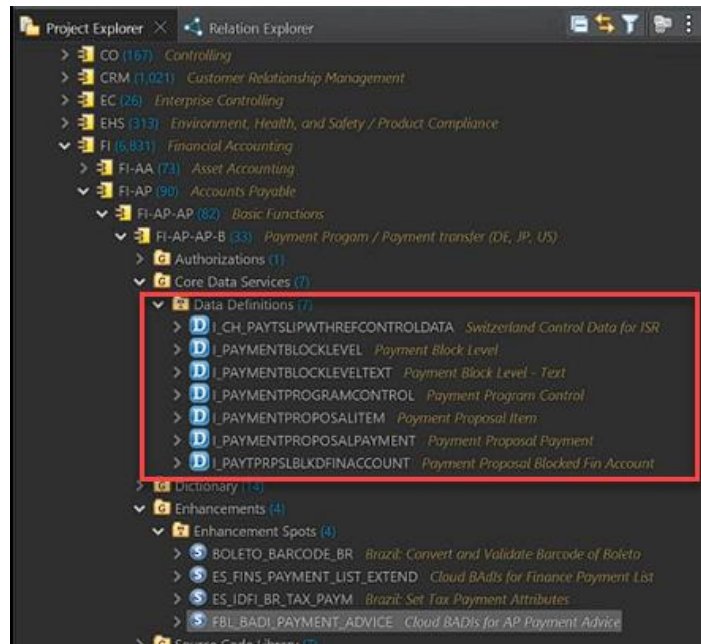 Project Explorer Relation Explorer
CO (167) Controlling
CRM (1,021) Customer Relationship Management
EC (26) Enterprise Controlling
EHS (313) Environment, Health, and Safety / Product Compliance
FI (6,831) Financial Accounting
FI-AA (73) Asset Accounting
FI-AP (90) Accounts Payable
FI-AP-AP (82) Basic Functions
FI-AP-AP-B (33) Payment Progam / Payment transfer (DE, JP, US)
Authorizations (1)
Core Data Services (7)
Data Definitions (7)
I_CH_PAYTSLIPWTHREFCONTROLDATA Switzerland Control Data for ISR
I_PAYMENTBLOCKLEVEL Payment Block Level
I_PAYMENTBLOCKLEVELTEXT Payment Block Level - Text
I_PAYMENTPROGRAMCONTROL Payment Program Control
I_PAYMENTPROPOSALITEM Payment Proposal Item
I_PAYMENTPROPOSALPAYMENT Payment Proposal Payment
I_PAYTPRPSLBLKDFINACCOUNT Payment Proposal Blocked Fin Account
Dictionary (14)
Enhancements (4)
Enhancement Spots (4)
BOLETO_BARCODE_BR Brazil: Convert and Validate Barcode of Boleto
ES_FINS_PAYMENT_LIST_EXTEND Cloud BAdIs for Finance Payment List
ES_IDFI_BR_TAX_PAYM Brazil: Set Tax Payment Attributes
FBL_BADI_PAYMENT_ADVICE Cloud BADIs for AP Payment Advice
Source Code Library (7)